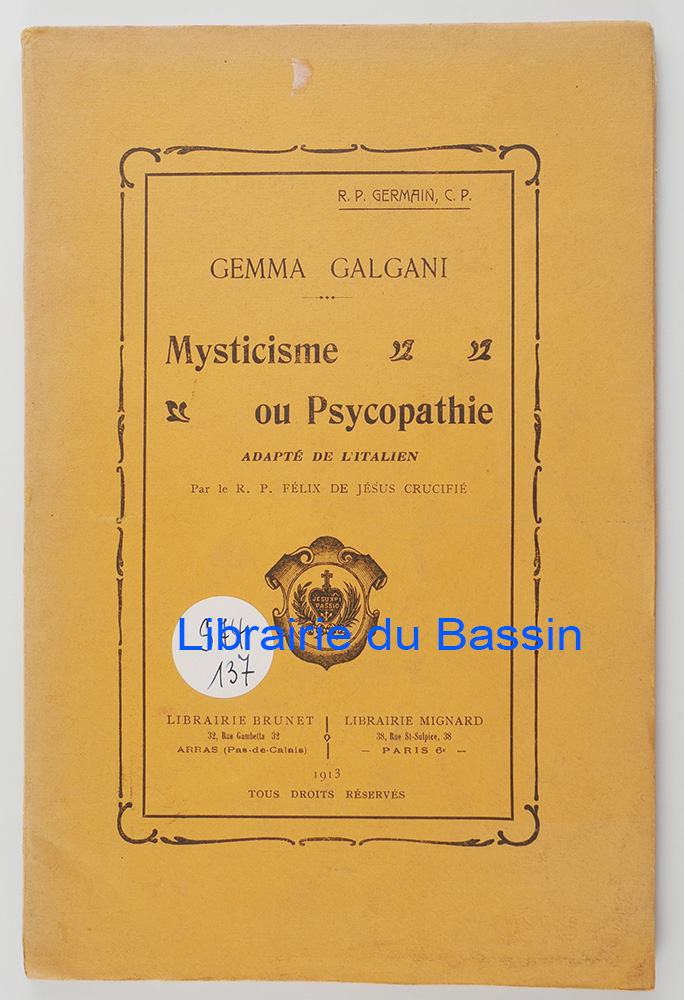 R. P. GERMAIN, C. P.
GEMMA GALGANI
Mysticisme
ou Psycopathie
ADAPTÉ DE L'ITALIEN
Par le R. P. FÉLIX DE JÉSUS CRUCIFIÉ
JESU XPI
PASSIO
Librairie du Bassin
137
LIBRAIRIE BRUNET
32, Rue Gambetta 32
ARRAS (Pas-de-Calais)
LIBRAIRIE MIGNARD
38, Rue St-Sulpice, 38
— PARIS 6e —
1913
TOUS DROITS RÉSERVÉS